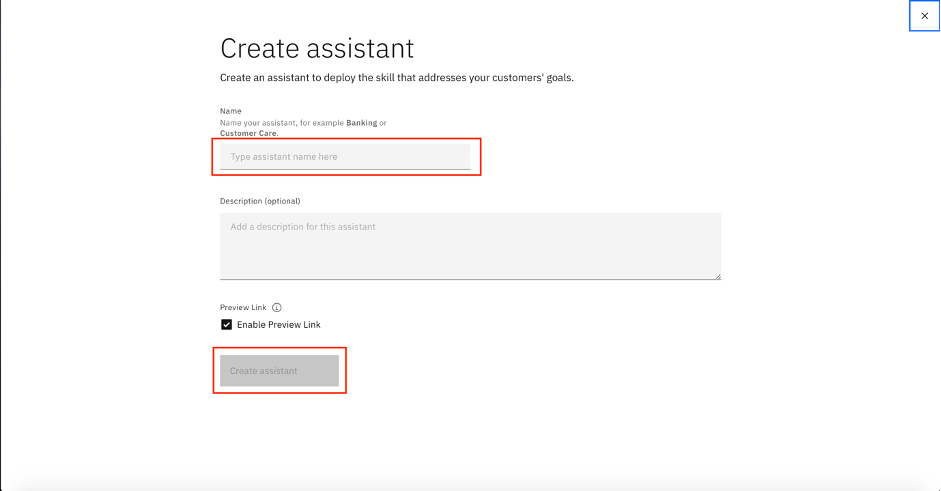 Create assistant
Create an assistant to deploy the skill that addresses your customers' goals.
Name
Name your assistant, for example Banking or
Customer Care.
Type assistant name here
Description (optional)
Add a description for this assistant
Preview Link
Enable Preview Link
Create assistant